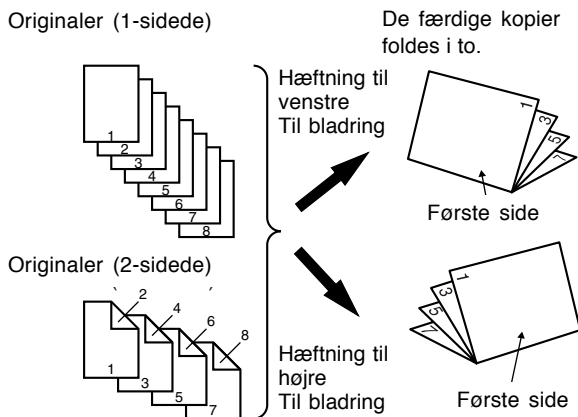 Originaler (1-sidede)
1
2
3
4
5
6
7
8
Originaler (2-sidede)
2
4
6
8
1
3
5
7
Hæftning til
venstre
Til bladring
Hæftning til
højre
Til bladring
De færdige kopier
foldes i to.
1
3
5
7
Første side
1
3
5
7
Første side